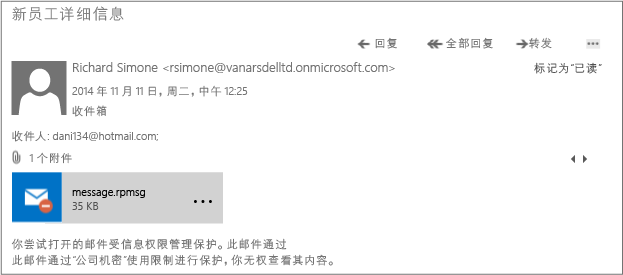 新员工详细信息
回复 全部回复 转发 ...
Richard Simone <rsimone@vanarsdelltd.onmicrosoft.com> 标记为“已读”
2014 年 11 月 11 日，周二，中午 12:25
收件箱
收件人: dani134@hotmail.com;
1 个附件
message.rpmsg
35 KB ...
你尝试打开的邮件受信息权限管理保护。此邮件通过
此邮件通过“公司机密”使用限制进行保护，你无权查看其内容。